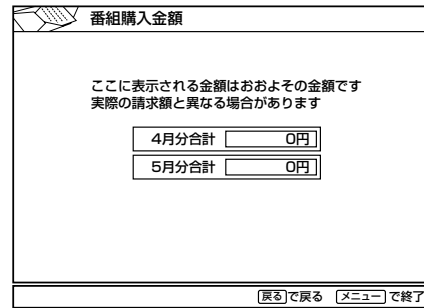 番組購入金額
ここに表示される金額はおおよその金額です
実際の請求額と異なる場合があります
4月分合計 0円
5月分合計 0円
戻るで戻る メニューで終了